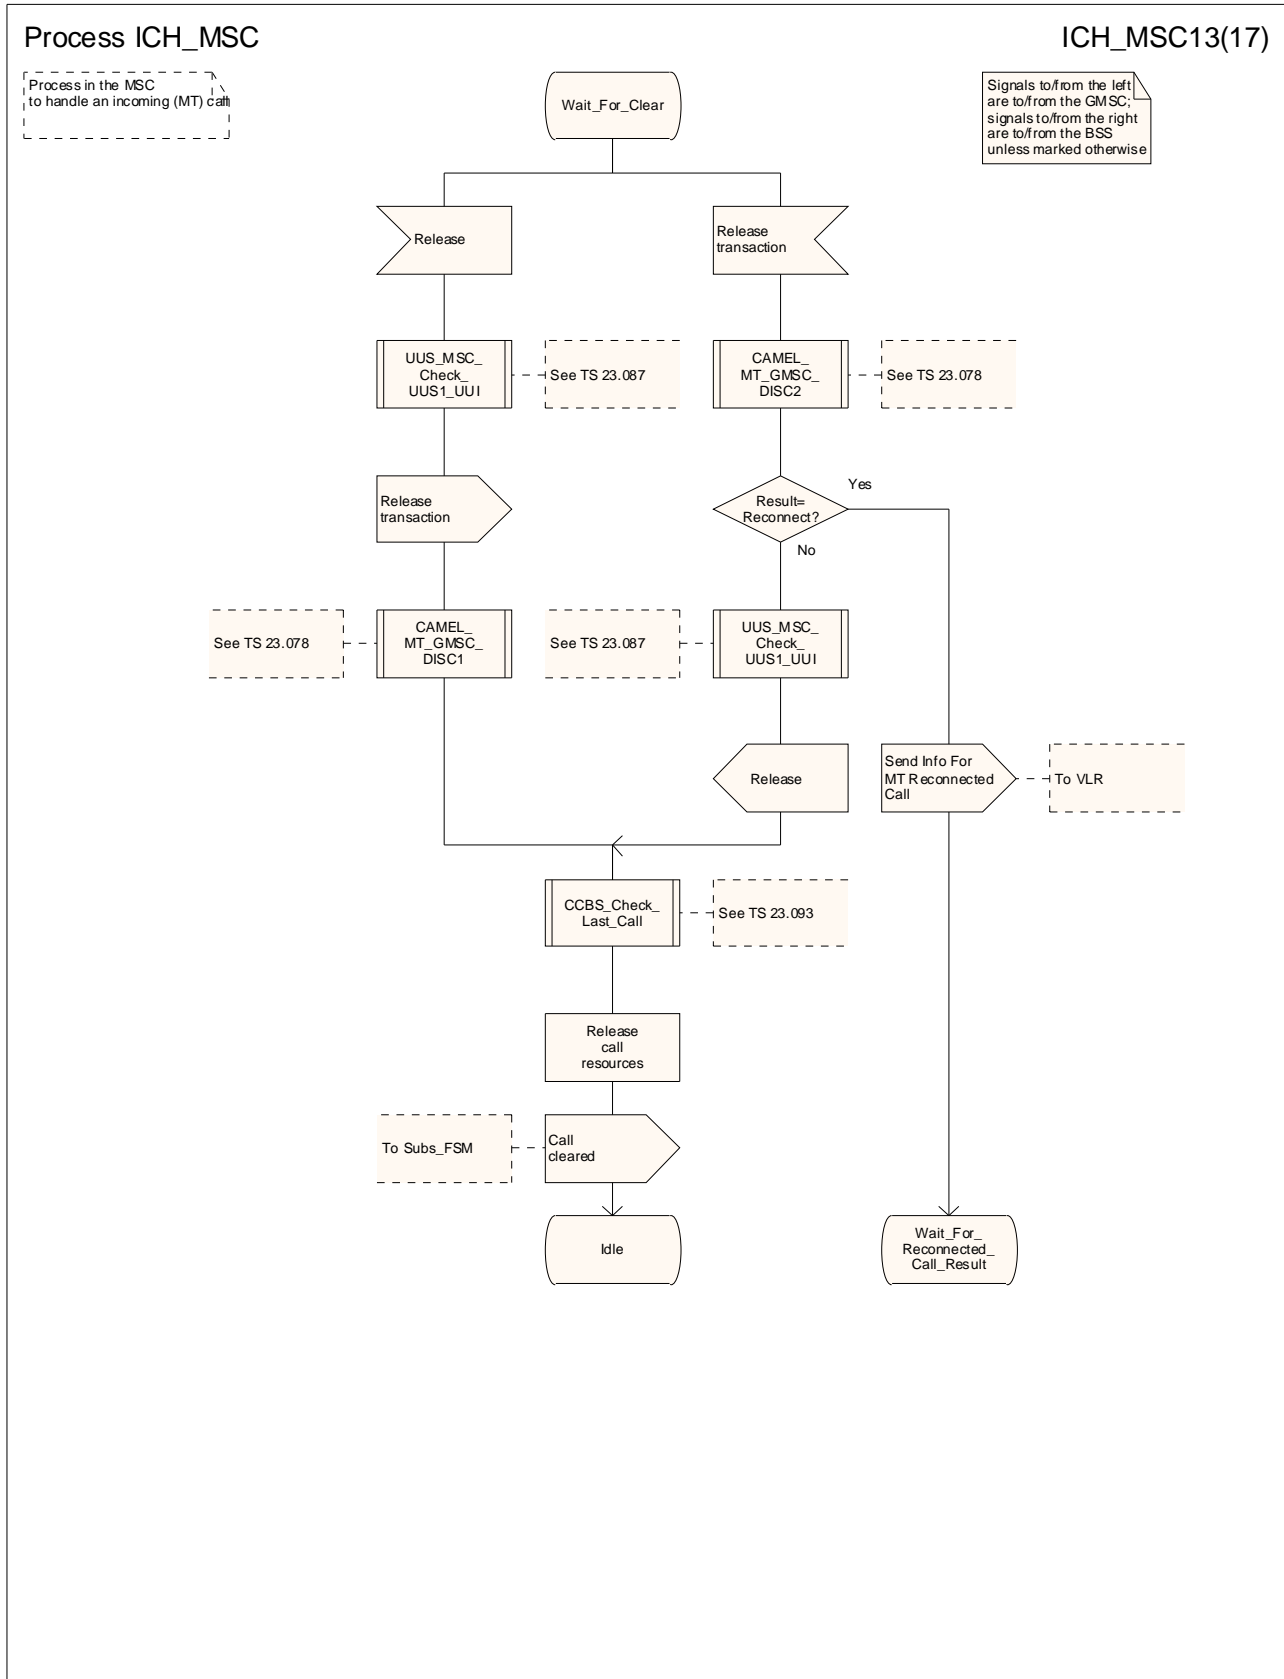 Process ICH_MSC
ICH_MSC13(17)
Process in the MSC
to handle an incoming (MT) call
Signals to/from the left
are to/from the GMSC;
signals to/from the right
are to/from the BSS
unless marked otherwise
Wait_For_Clear
Release
Release
transaction
UUS_MSC_
Check_
UUS1_UUI
See TS 23.087
CAMEL_
MT_GMSC_
DISC2
See TS 23.078
Release
transaction
Result=
Reconnect?
Yes
No
See TS 23.078
CAMEL_
MT_GMSC_
DISC1
See TS 23.087
UUS_MSC_
Check_
UUS1_UUI
Release
Send Info For
MT Reconnected
Call
To VLR
CCBS_Check_
Last_Call
See TS 23.093
Release
call
resources
To Subs_FSM
Call
cleared
Idle
Wait_For_
Reconnected_
Call_Result